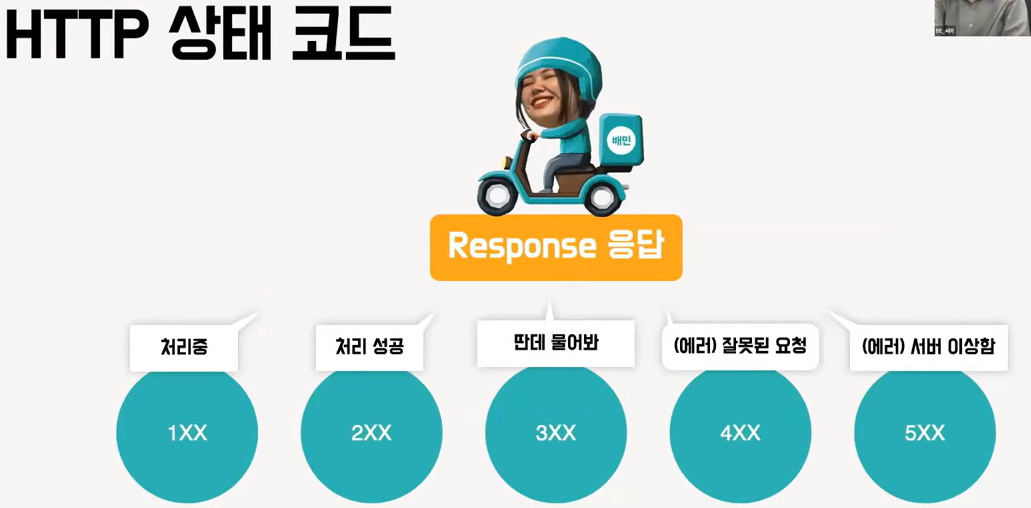 HTTP 상태 코드
배민
Response 응답
처리중
처리 성공
딴데 물어봐
(에러) 잘못된 요청
(에러) 서버 이상함
1XX
2XX
3XX
4XX
5XX